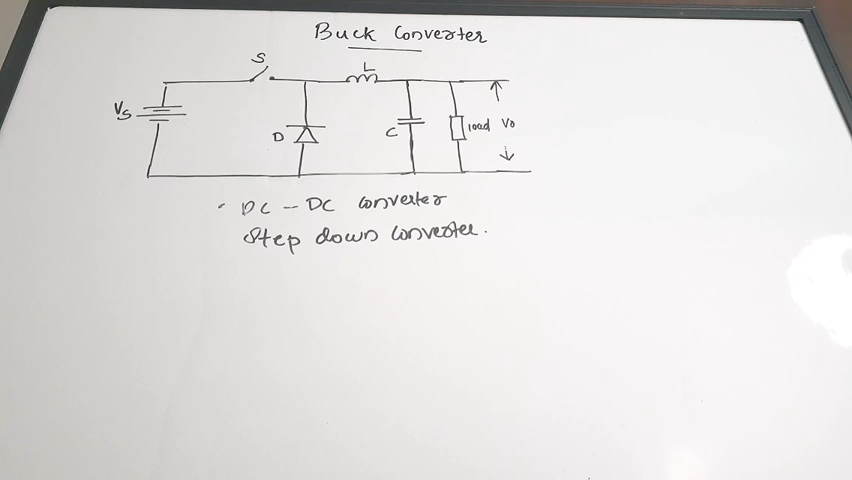 Buck Converter
S
L
Vs
D
C
load Vo
• DC - DC converter
Step down converter.